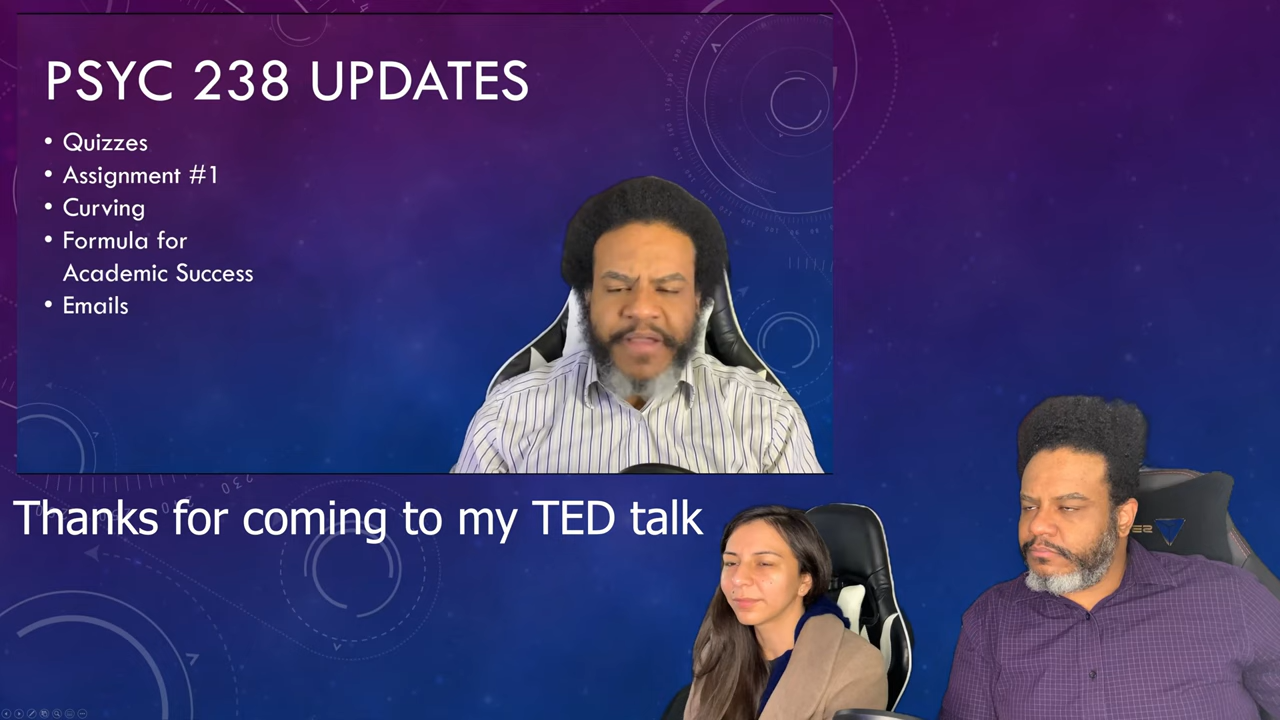 PSYC 238 UPDATES
• Quizzes
• Assignment #1
• Curving
• Formula for
Academic Success
• Emails
Thanks for coming to my TED talk